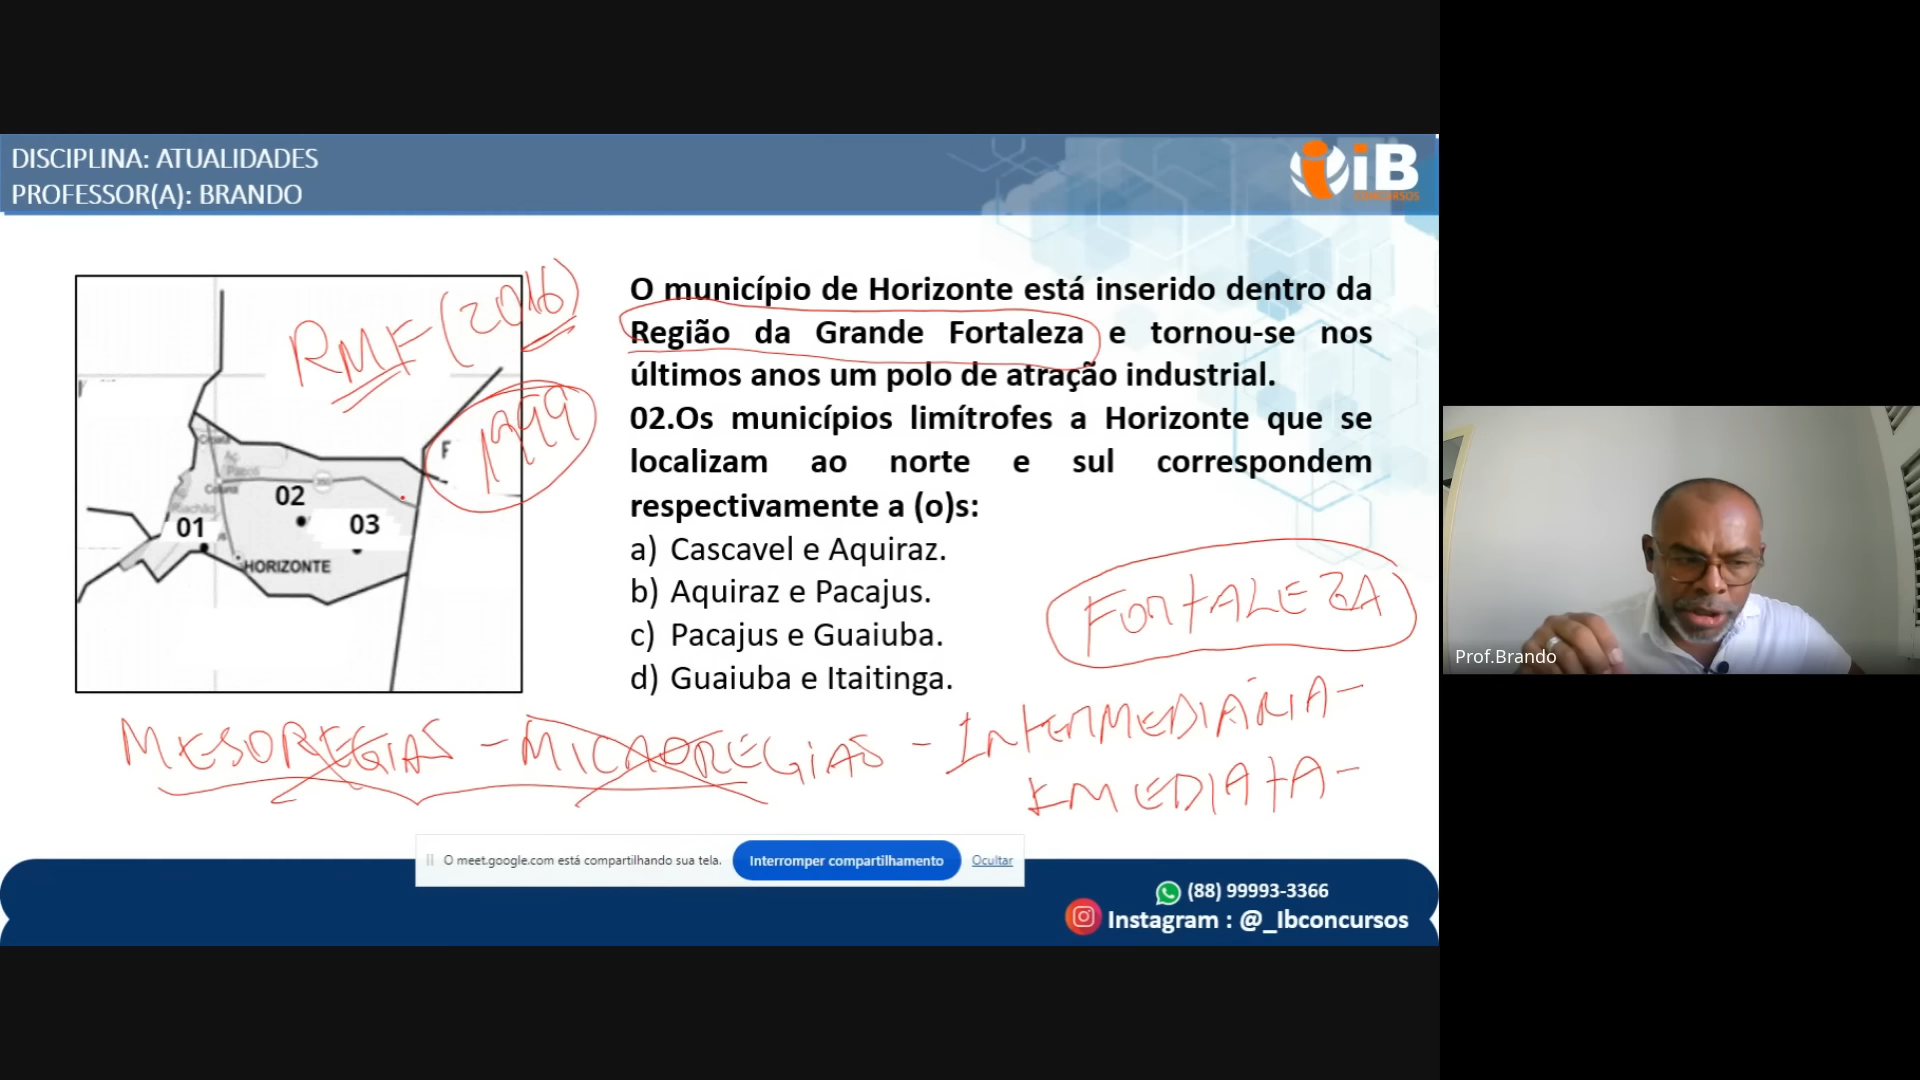 DISCIPLINA: ATUALIDADES
PROFESSOR(A): BRANDO
iB
CONCURSOS
RMF (2016)
1999
F
02
01
03
HORIZONTE
O município de Horizonte está inserido dentro da
Região da Grande Fortaleza e tornou-se nos
últimos anos um polo de atração industrial.
02.Os municípios limítrofes a Horizonte que se
localizam ao norte e sul correspondem
respectivamente a (o)s:
a) Cascavel e Aquiraz.
b) Aquiraz e Pacajus.
c) Pacajus e Guaiuba.
d) Guaiuba e Itaitinga.
FORTALEZA
MESOREGIAS - MICROREGIAS - INTERMEDIÁRIA -
IMEDIATA -
O meet.google.com está compartilhando sua tela.
Interromper compartilhamento
Ocultar
(88) 99993-3366
Instagram : @_Ibconcursos
Prof.Brando